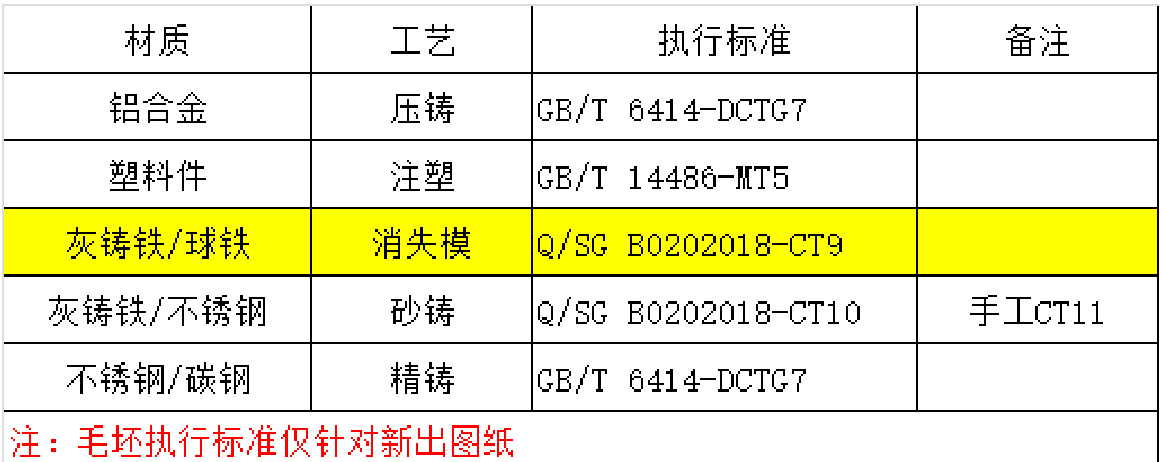 材质 工艺 执行标准 备注
铝合金 压铸 GB/T 6414-DCTG7
塑料件 注塑 GB/T 14486-MT5
灰铸铁/球铁 消失模 Q/SG B0202018-CT9
灰铸铁/不锈钢 砂铸 Q/SG B0202018-CT10 手工CT11
不锈钢/碳钢 精铸 GB/T 6414-DCTG7
注：毛坯执行标准仅针对新出图纸